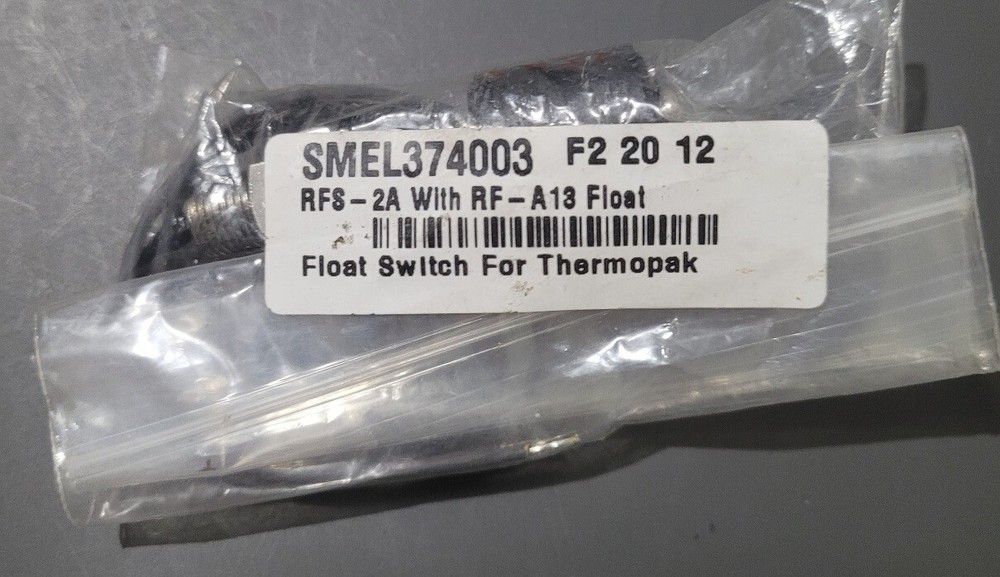 SMEL374003 F2 20 12
RFS-2A With RF-A13 Float
Float Switch For Thermopak